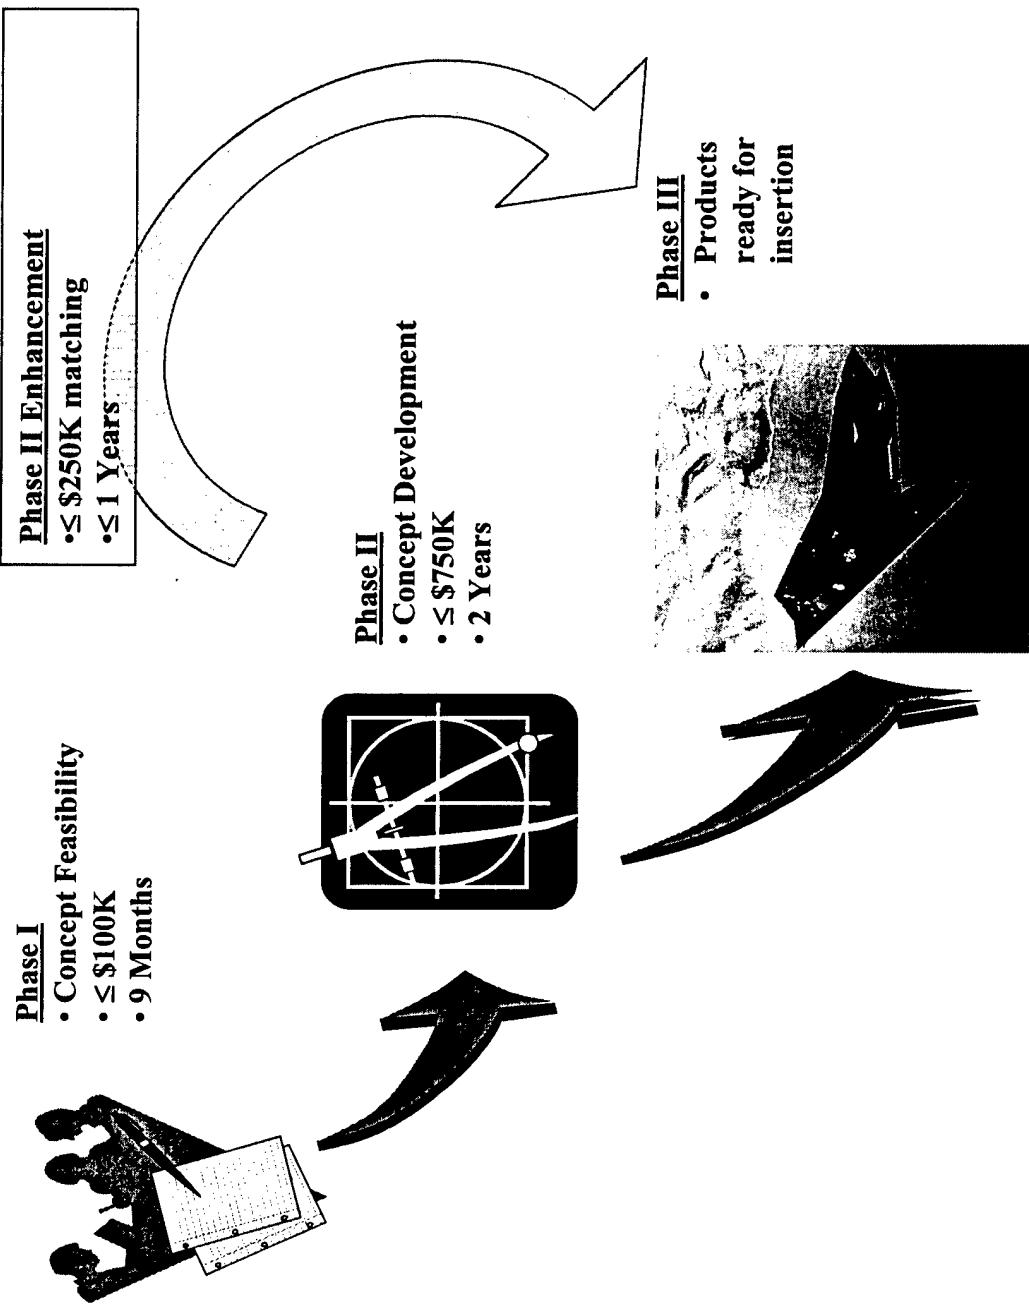 Phase I
• Concept Feasibility
• ≤ $100K
• 9 Months
Phase II
• Concept Development
• ≤ $750K
• 2 Years
Phase II Enhancement
•≤ $250K matching
•≤ 1 Years
Phase III
• Products
ready for
insertion